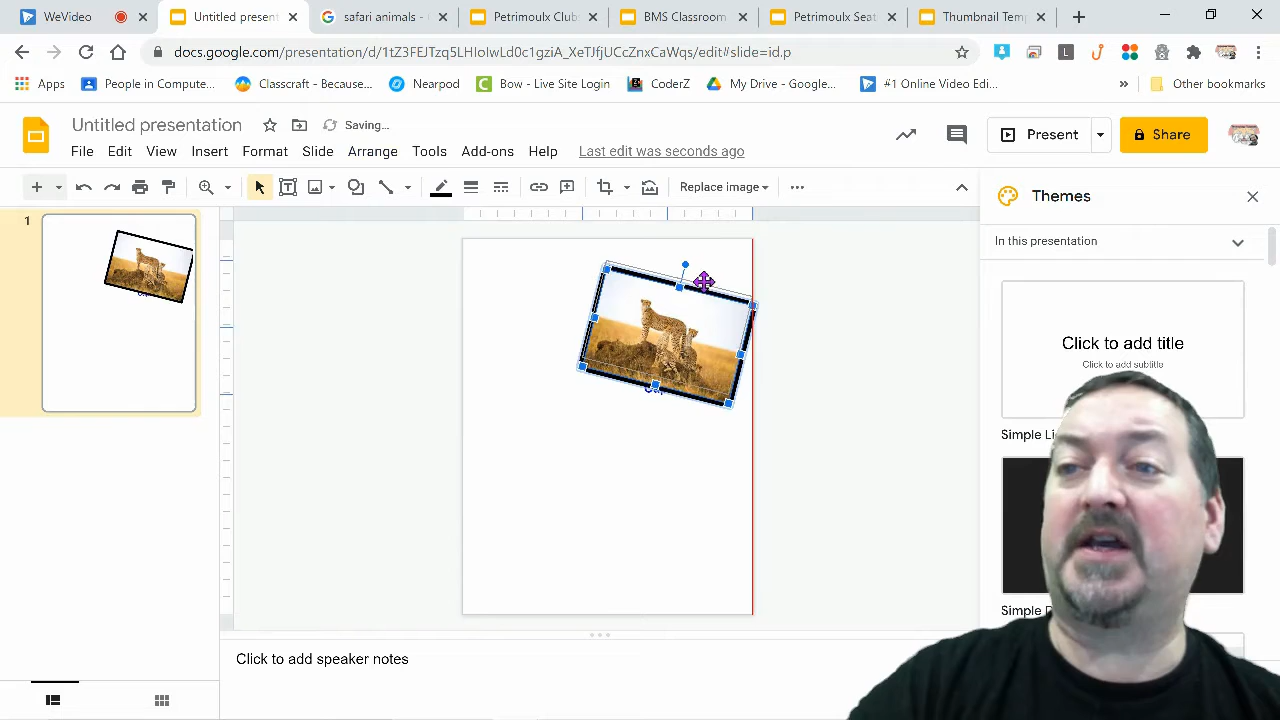 WeVideo
Untitled present
safari animals -
Petrimoulx Club
BMS Classroom
Petrimoulx Seas
Thumbnail Temp
docs.google.com/presentation/d/1tZ3FEJTzq5LHIoIwLd0c1gziA_XeTJfjUCcZnxCaWqs/edit#slide=id.p
Apps
People in Compute...
Classcraft - Because...
Nearpod
Bow - Live Site Login
CoderZ
My Drive - Google...
#1 Online Video Edi...
Other bookmarks
Untitled presentation
Saving...
File Edit View Insert Format Slide Arrange Tools Add-ons Help Last edit was seconds ago
Present
Share
Replace image
Themes
1
In this presentation
Click to add title
Click to add subtitle
Simple Li
Simple D
Click to add speaker notes